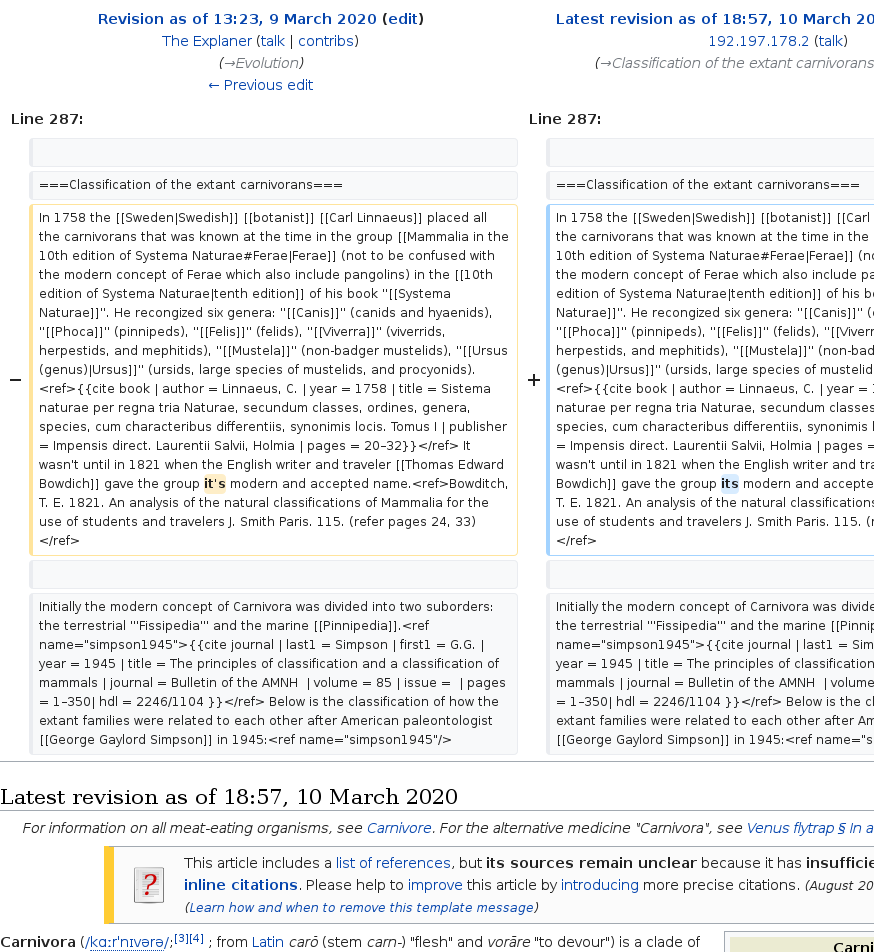 Revision as of 13:23, 9 March 2020 (edit)
The Explaner (talk | contribs)
(→Evolution)
← Previous edit
Line 287:
===Classification of the extant carnivorans===
− In 1758 the [[Sweden|Swedish]] [[botanist]] [[Carl Linnaeus]] placed all
the carnivorans that was known at the time in the group [[Mammalia in the
10th edition of Systema Naturae#Ferae|Ferae]] (not to be confused with
the modern concept of Ferae which also include pangolins) in the [[10th
edition of Systema Naturae|tenth edition]] of his book ''[[Systema
Naturae]]''. He recongized six genera: ''[[Canis]]'' (canids and hyaenids),
''[[Phoca]]'' (pinnipeds), ''[[Felis]]'' (felids), ''[[Viverra]]'' (viverrids,
herpestids, and mephitids), ''[[Mustela]]'' (non-badger mustelids), ''[[Ursus
(genus)|Ursus]]'' (ursids, large species of mustelids, and procyonids).
<ref>{{cite book | author = Linnaeus, C. | year = 1758 | title = Sistema
naturae per regna tria Naturae, secundum classes, ordines, genera,
species, cum characteribus differentiis, synonimis locis. Tomus I | publisher
= Impensis direct. Laurentii Salvii, Holmia | pages = 20–32}}</ref> It
wasn't until in 1821 when the English writer and traveler [[Thomas Edward
Bowdich]] gave the group it's modern and accepted name.<ref>Bowditch,
T. E. 1821. An analysis of the natural classifications of Mammalia for the
use of students and travelers J. Smith Paris. 115. (refer pages 24, 33)
</ref>
Initially the modern concept of Carnivora was divided into two suborders:
the terrestrial '''Fissipedia''' and the marine [[Pinnipedia]].<ref
name="simpson1945">{{cite journal | last1 = Simpson | first1 = G.G. |
year = 1945 | title = The principles of classification and a classification of
mammals | journal = Bulletin of the AMNH  | volume = 85 | issue =  | pages
= 1–350| hdl = 2246/1104 }}</ref> Below is the classification of how the
extant families were related to each other after American paleontologist
[[George Gaylord Simpson]] in 1945:<ref name="simpson1945"/>
Latest revision as of 18:57, 10 March 20
192.197.178.2 (talk)
(→Classification of the extant carnivorans
Line 287:
===Classification of the extant carnivorans===
+ In 1758 the [[Sweden|Swedish]] [[botanist]] [[Carl
the carnivorans that was known at the time in the
10th edition of Systema Naturae#Ferae|Ferae]] (no
the modern concept of Ferae which also include pa
edition of Systema Naturae|tenth edition]] of his b
Naturae]]''. He recongized six genera: ''[[Canis]]'' (
''[[Phoca]]'' (pinnipeds), ''[[Felis]]'' (felids), ''[[Viver
herpestids, and mephitids), ''[[Mustela]]'' (non-bad
(genus)|Ursus]]'' (ursids, large species of mustelid
<ref>{{cite book | author = Linnaeus, C. | year =
naturae per regna tria Naturae, secundum classes
species, cum characteribus differentiis, synonimis
= Impensis direct. Laurentii Salvii, Holmia | pages =
wasn't until in 1821 when the English writer and tra
Bowdich]] gave the group its modern and accepte
T. E. 1821. An analysis of the natural classifications
use of students and travelers J. Smith Paris. 115. (r
</ref>
Initially the modern concept of Carnivora was divide
the terrestrial '''Fissipedia''' and the marine [[Pinnip
name="simpson1945">{{cite journal | last1 = Sim
year = 1945 | title = The principles of classification
mammals | journal = Bulletin of the AMNH  | volum
= 1–350| hdl = 2246/1104 }}</ref> Below is the cl
extant families were related to each other after Am
[[George Gaylord Simpson]] in 1945:<ref name="s
Latest revision as of 18:57, 10 March 2020
For information on all meat-eating organisms, see Carnivore. For the alternative medicine "Carnivora", see Venus flytrap § In a
?
This article includes a list of references, but its sources remain unclear because it has insufficie
inline citations. Please help to improve this article by introducing more precise citations. (August 20
(Learn how and when to remove this template message)
Carnivora (/kɑːrˈnɪvərə/;[3][4] ; from Latin carō (stem carn-) "flesh" and vorāre "to devour") is a clade of
Carni